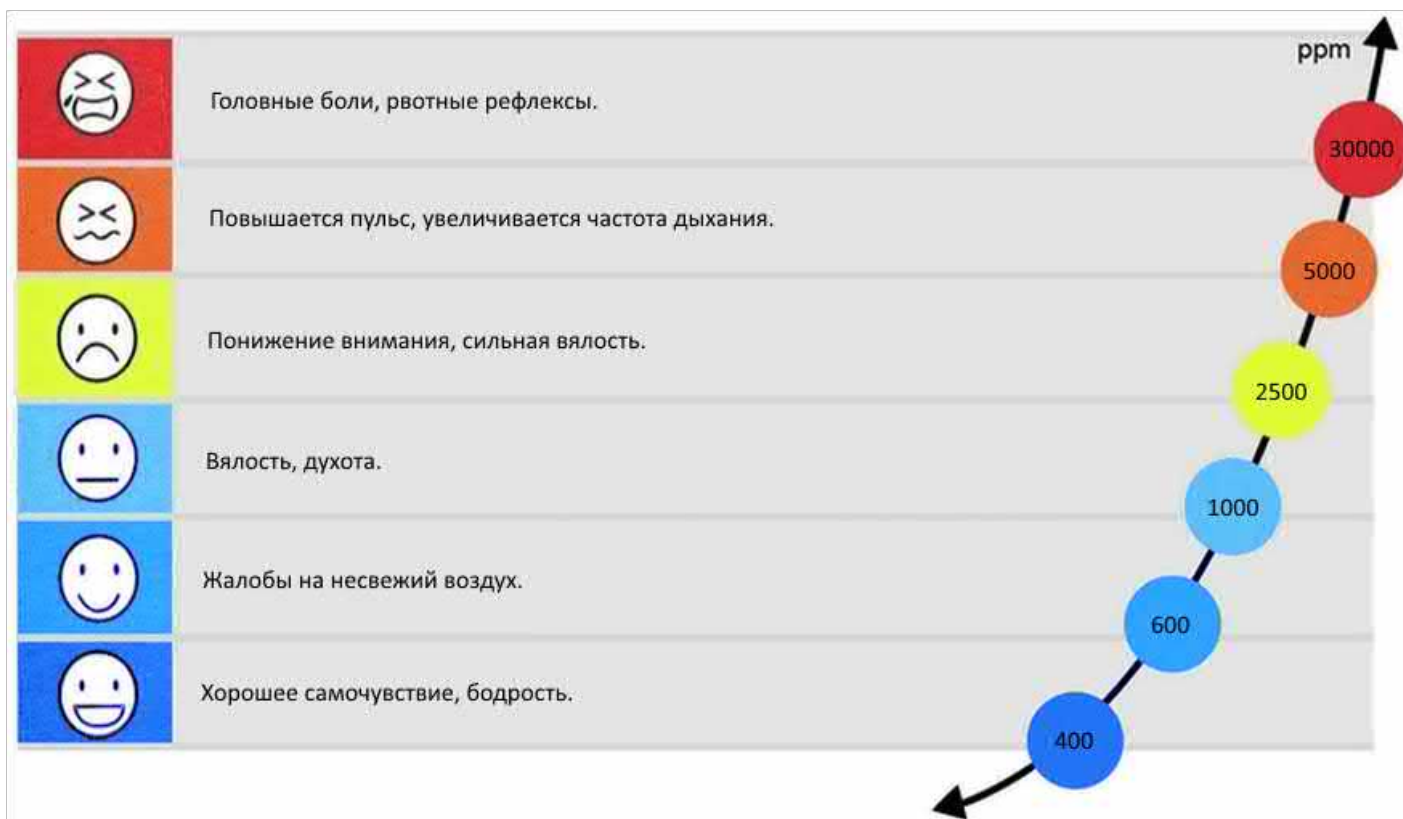 ppm
Головные боли, рвотные рефлексы.
30000
Повышается пульс, увеличивается частота дыхания.
5000
Понижение внимания, сильная вялость.
2500
Вялость, духота.
1000
Жалобы на несвежий воздух.
600
Хорошее самочувствие, бодрость.
400